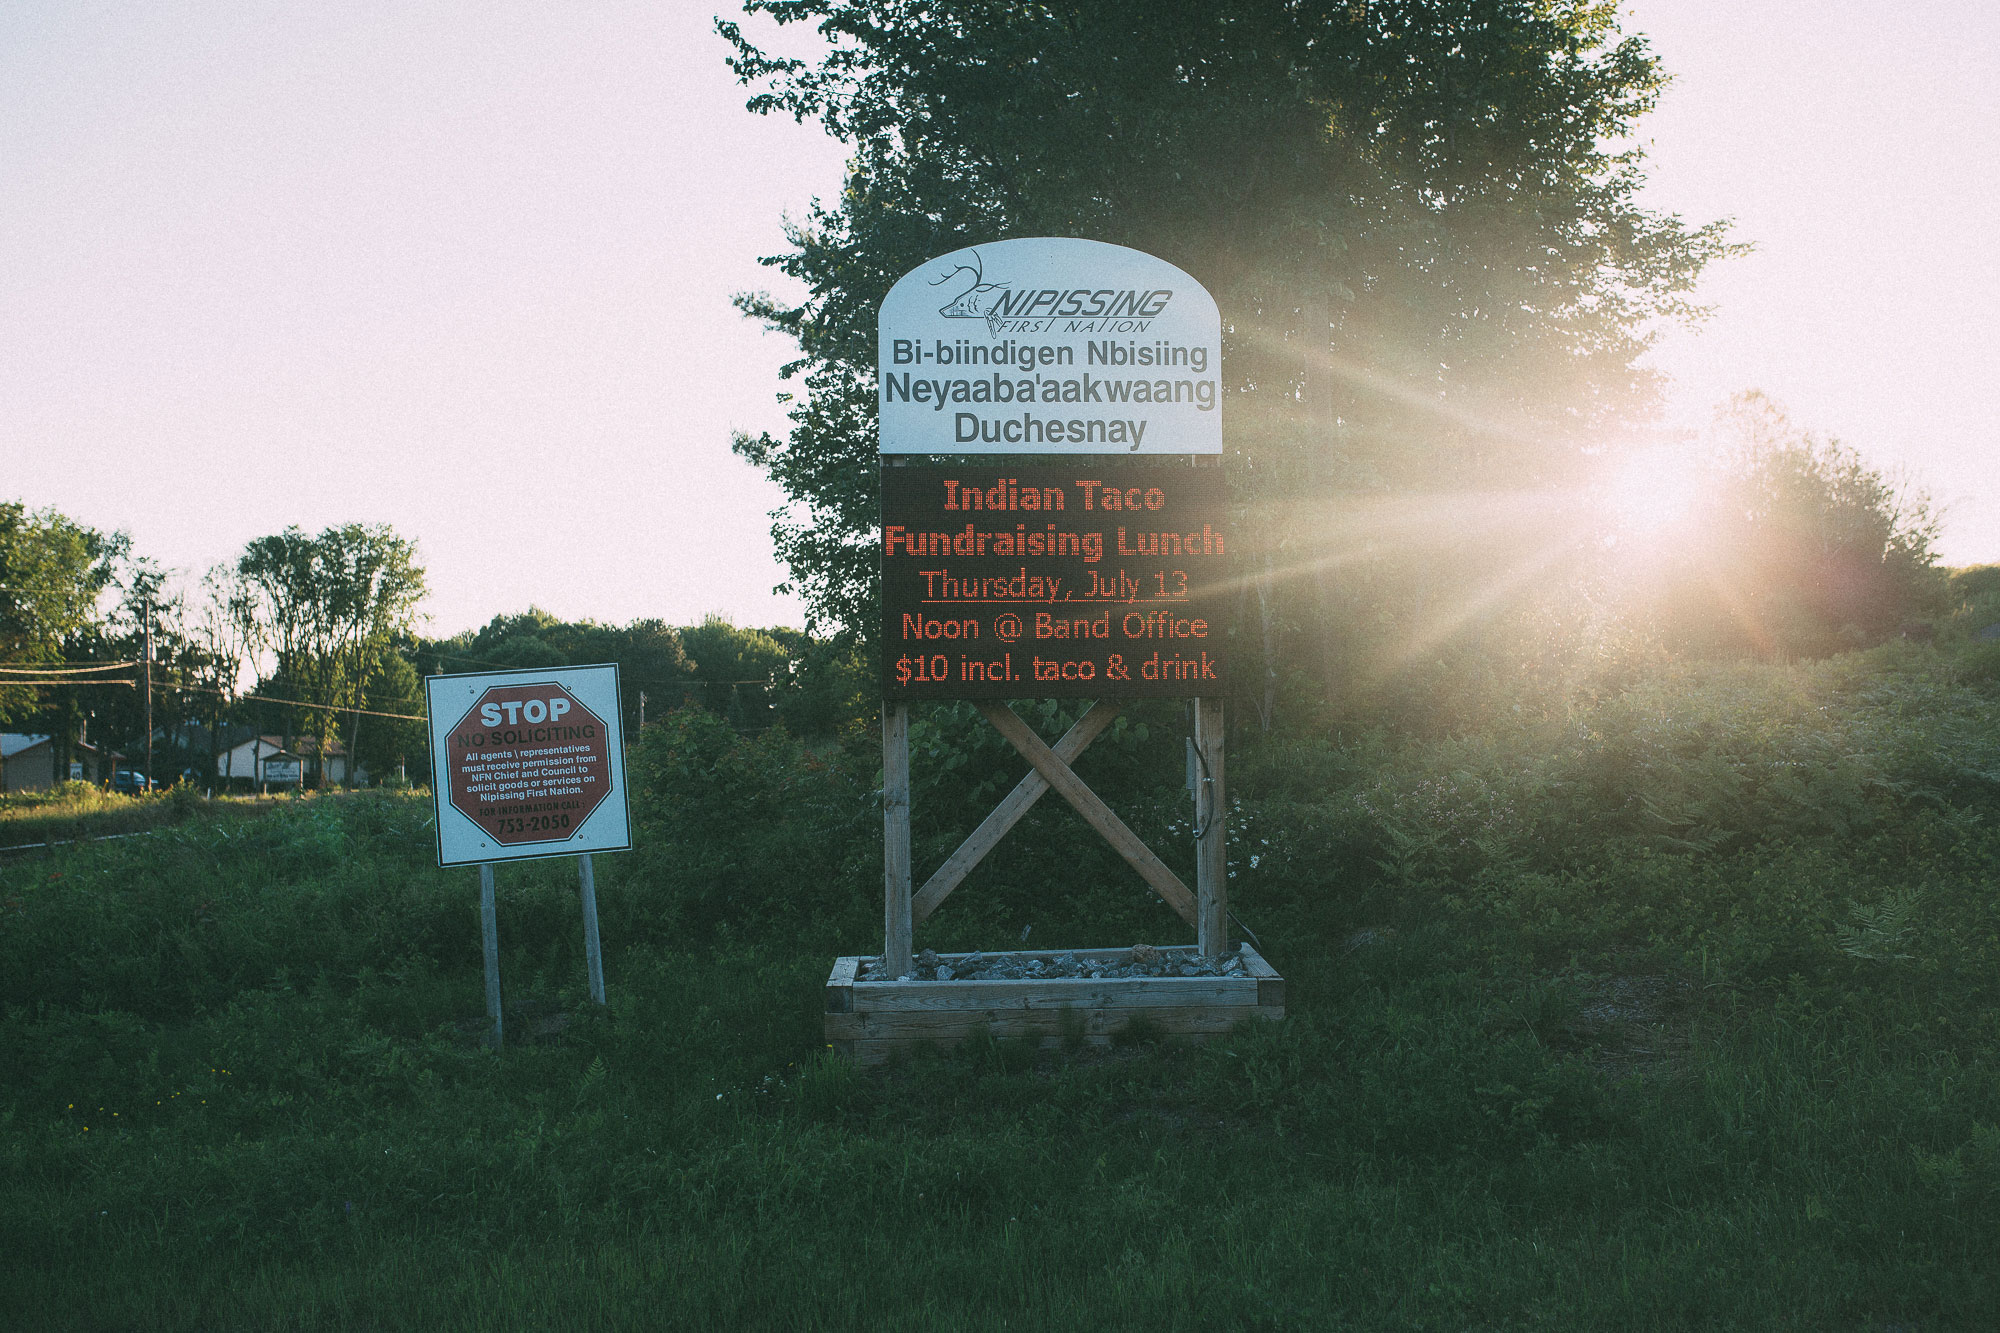 NIPISSING
FIRST NATION
Bi-biindigen Nbisiing
Neyaaba'aakwaang
Duchesnay
Indian Taco
Fundraising Lunch
Thursday, July 13
Noon @ Band Office
$10 incl. taco & drink
STOP
NO SOLICITING
All agents \ representatives
must receive permission from
NFN Chief and Council to
solicit goods or services on
Nipissing First Nation.
FOR INFORMATION CALL:
753-2050